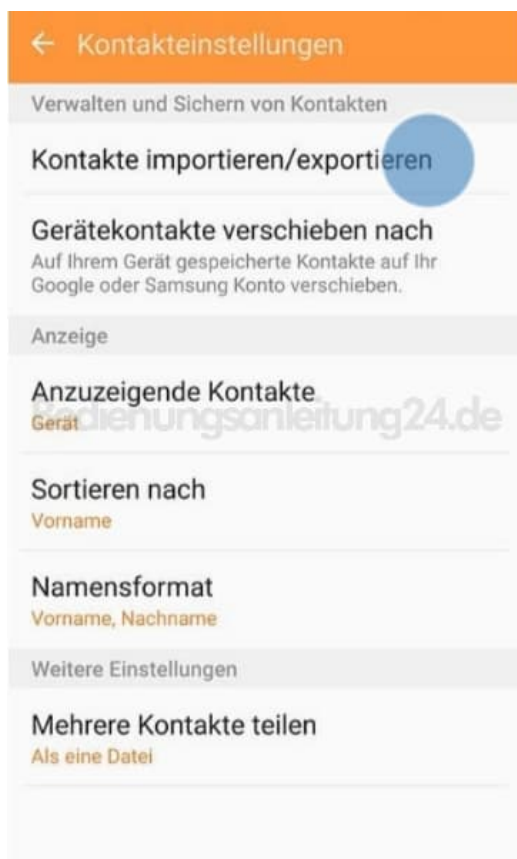 Kontakteinstellungen
Verwalten und Sichern von Kontakten
Kontakte importieren/exportieren
Gerätekontakte verschieben nach
Auf Ihrem Gerät gespeicherte Kontakte auf Ihr
Google oder Samsung Konto verschieben.
Anzeige
Anzuzeigende Kontakte
Gerät
Bedienungsanleitung24.de
Sortieren nach
Vorname
Namensformat
Vorname, Nachname
Weitere Einstellungen
Mehrere Kontakte teilen
Als eine Datei